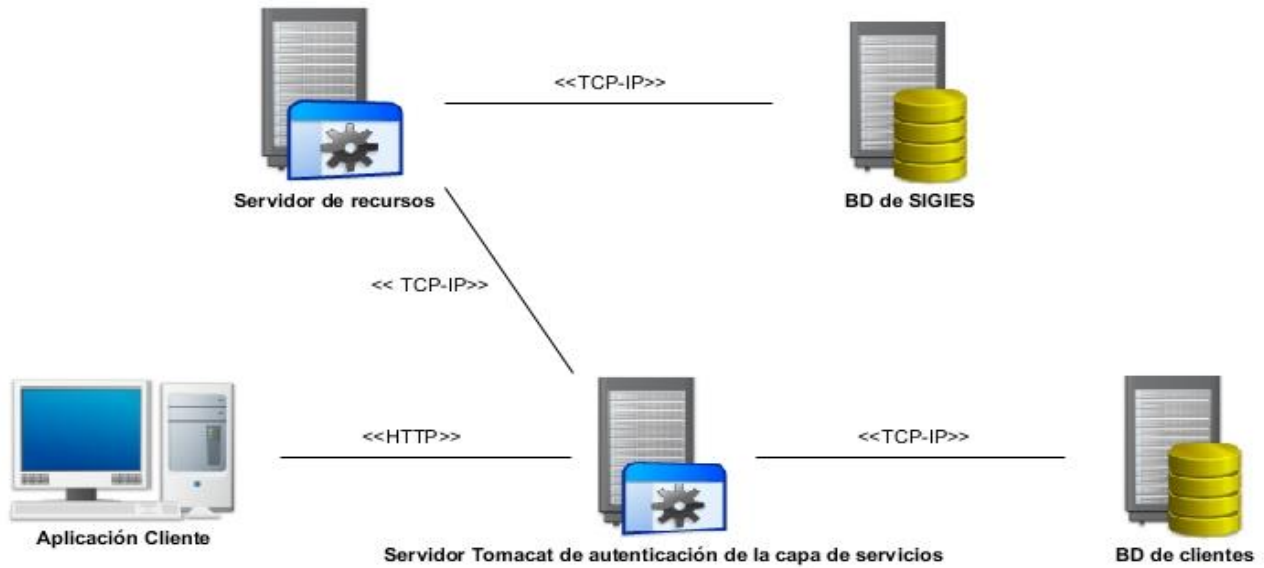 <<TCP-IP>>
Servidor de recursos
BD de SIGIES
<< TCP-IP>>
<<HTTP>>
<<TCP-IP>>
Aplicación Cliente
Servidor Tomacat de autenticación de la capa de servicios
BD de clientes